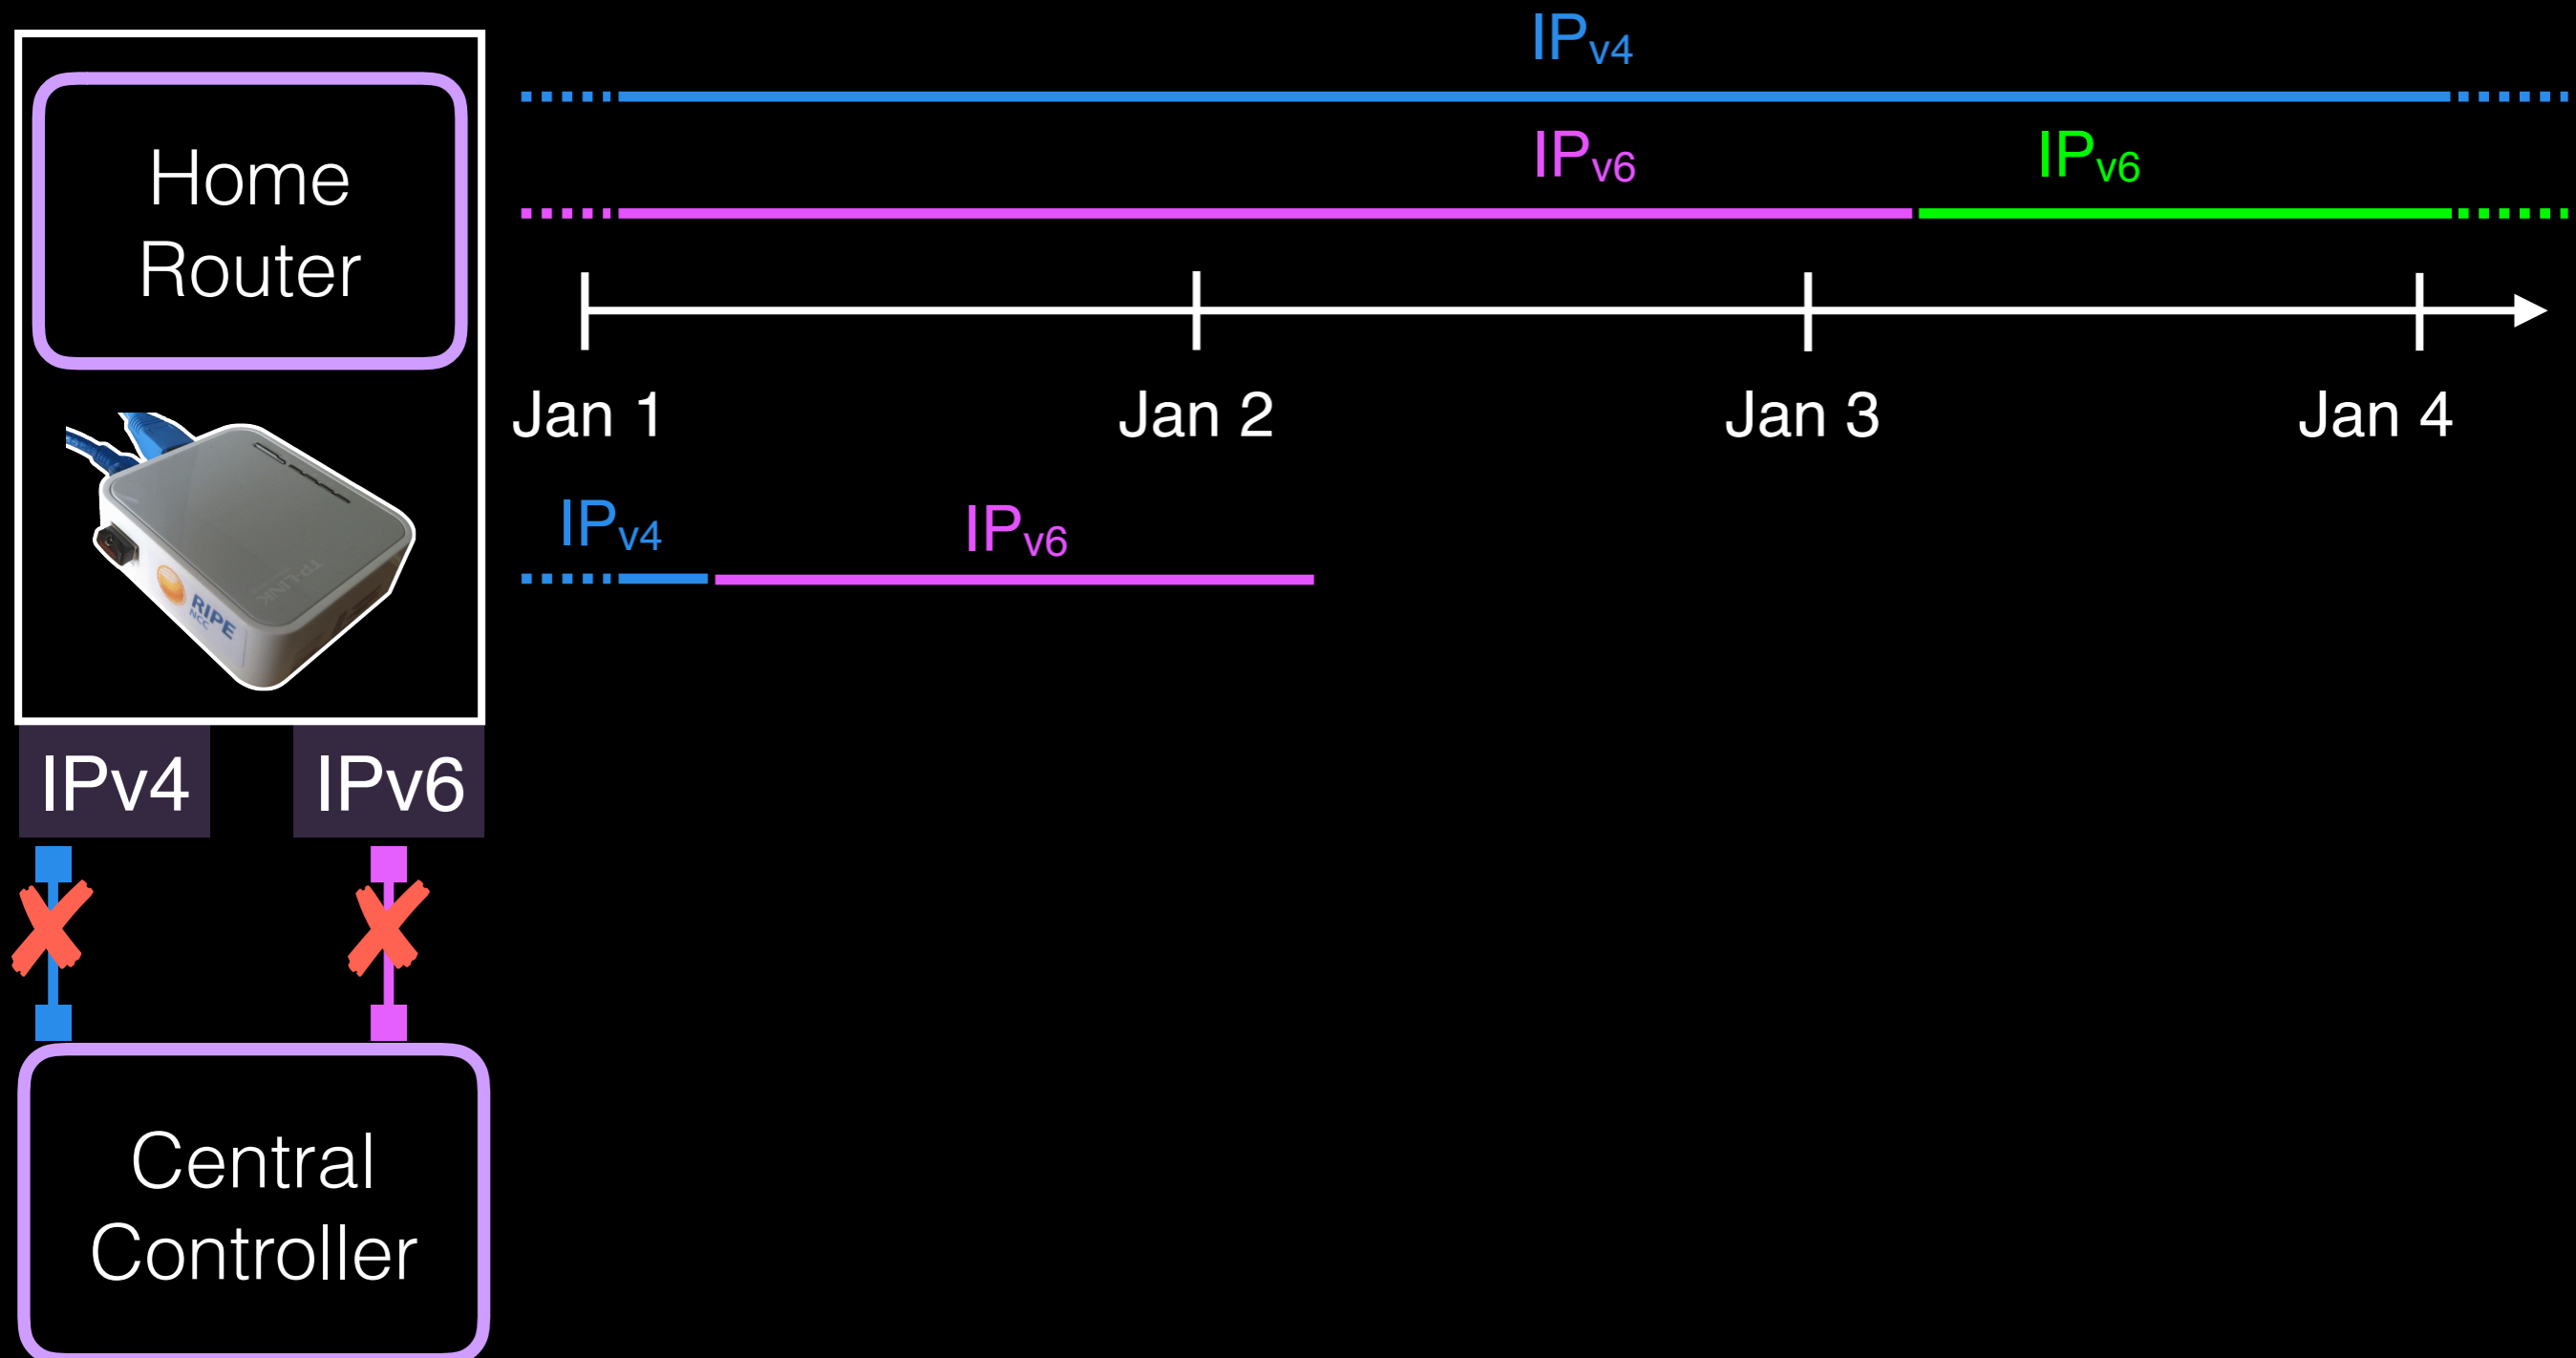 Home
Router
IPv4
IPv6
IPv6
Jan 1
Jan 2
Jan 3
Jan 4
TP-LINK
RIPE
NCC
IPv4
IPv6
IPv4
IPv6
Central
Controller